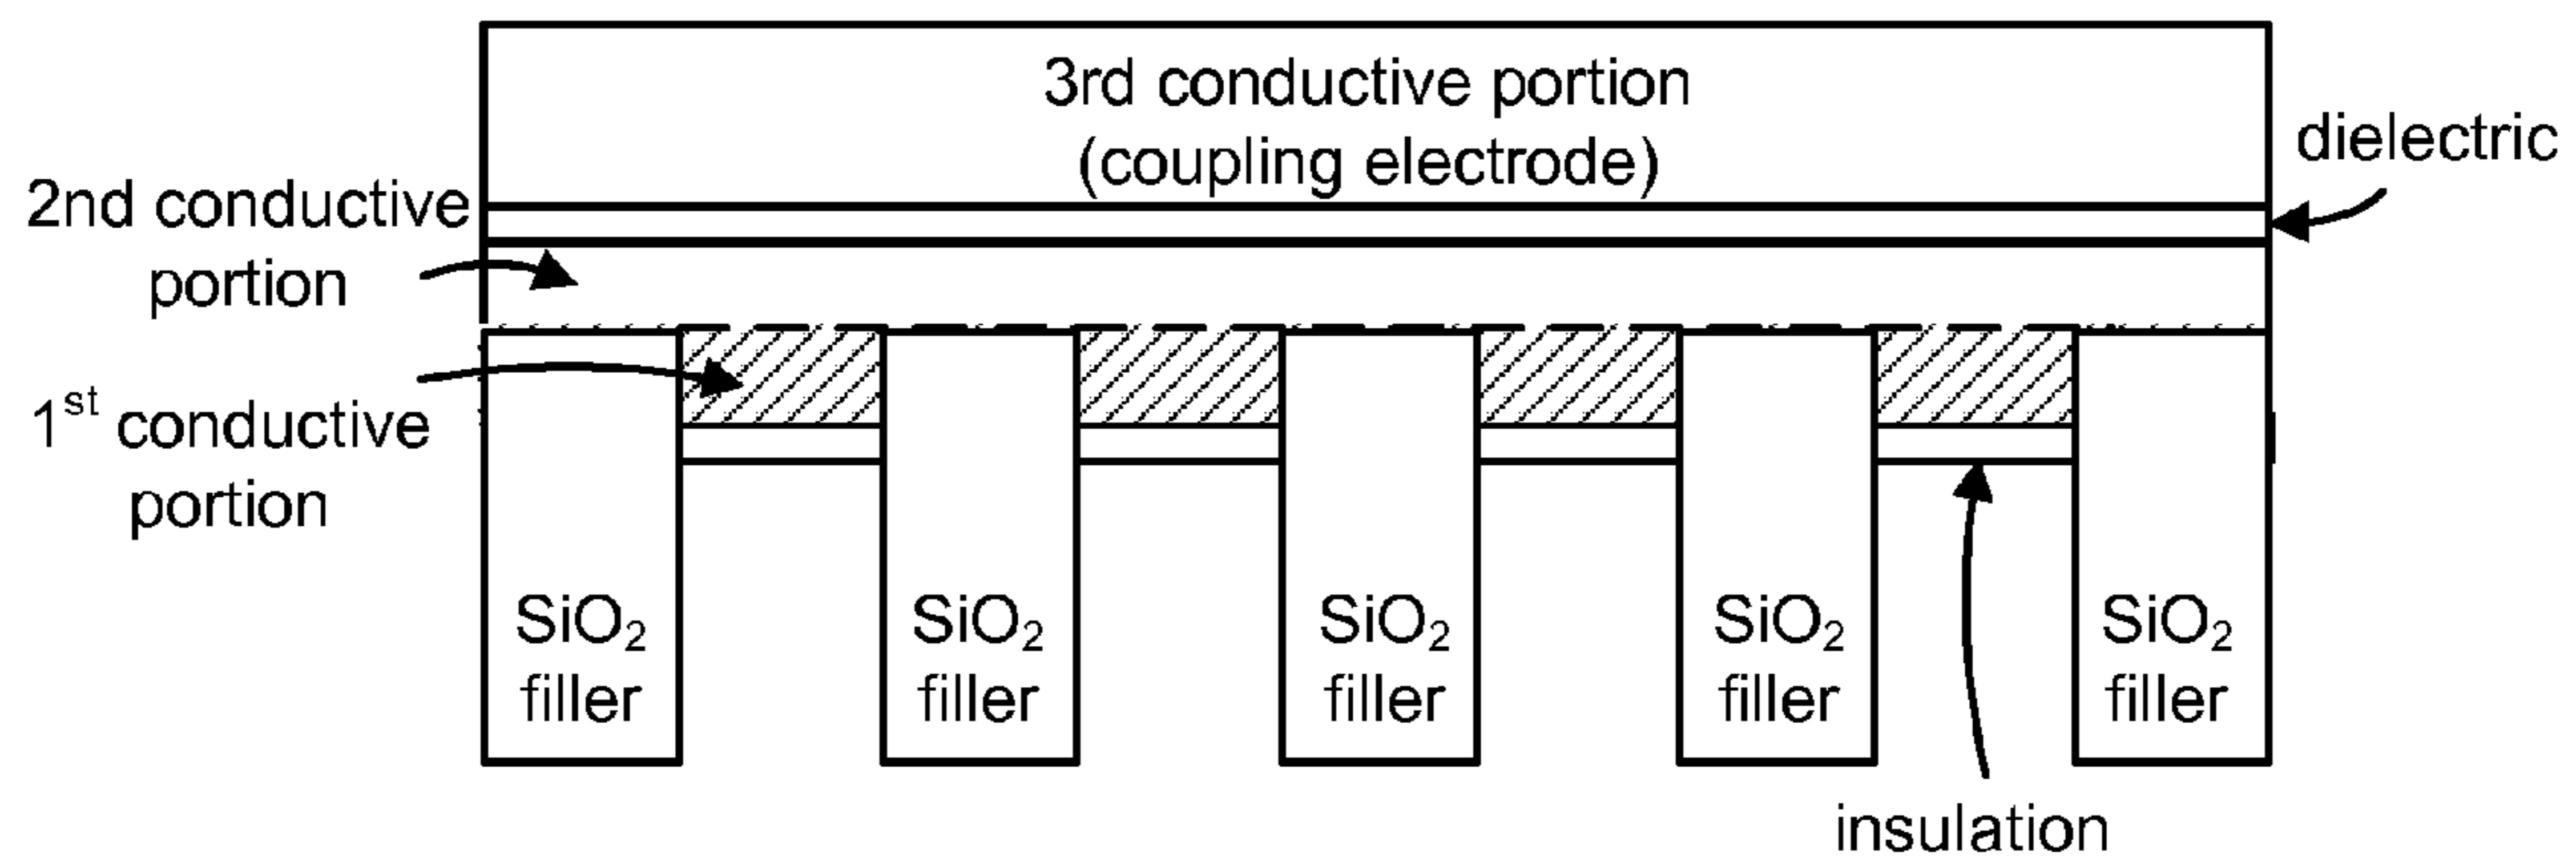 3rd conductive portion
(coupling electrode)
dielectric
2nd conductive
portion
1st conductive
portion
SiO2
filler
SiO2
filler
SiO2
filler
SiO2
filler
SiO2
filler
insulation